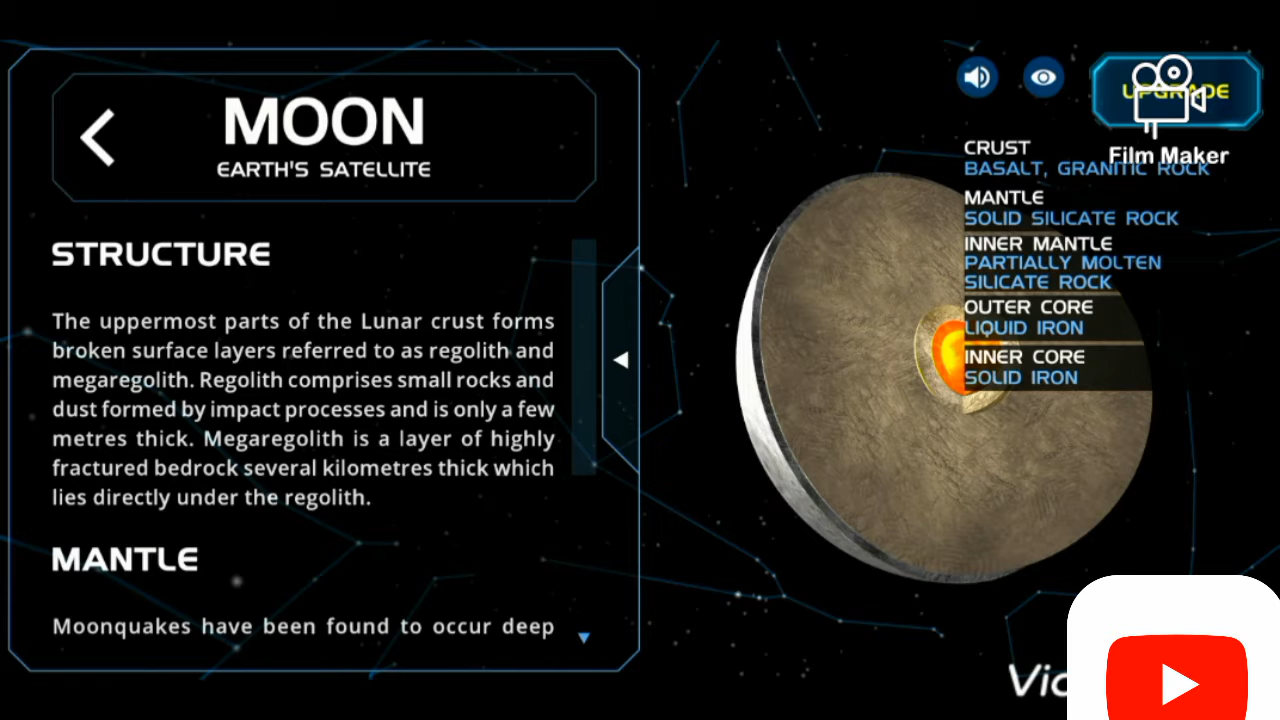 MOON
EARTH'S SATELLITE
STRUCTURE
The uppermost parts of the Lunar crust forms
broken surface layers referred to as regolith and
megaregolith. Regolith comprises small rocks and
dust formed by impact processes and is only a few
metres thick. Megaregolith is a layer of highly
fractured bedrock several kilometres thick which
lies directly under the regolith.
MANTLE
Moonquakes have been found to occur deep
UPGRADE
Film Maker
CRUST
BASALT, GRANITIC ROCK
MANTLE
SOLID SILICATE ROCK
INNER MANTLE
PARTIALLY MOLTEN
SILICATE ROCK
OUTER CORE
LIQUID IRON
INNER CORE
SOLID IRON